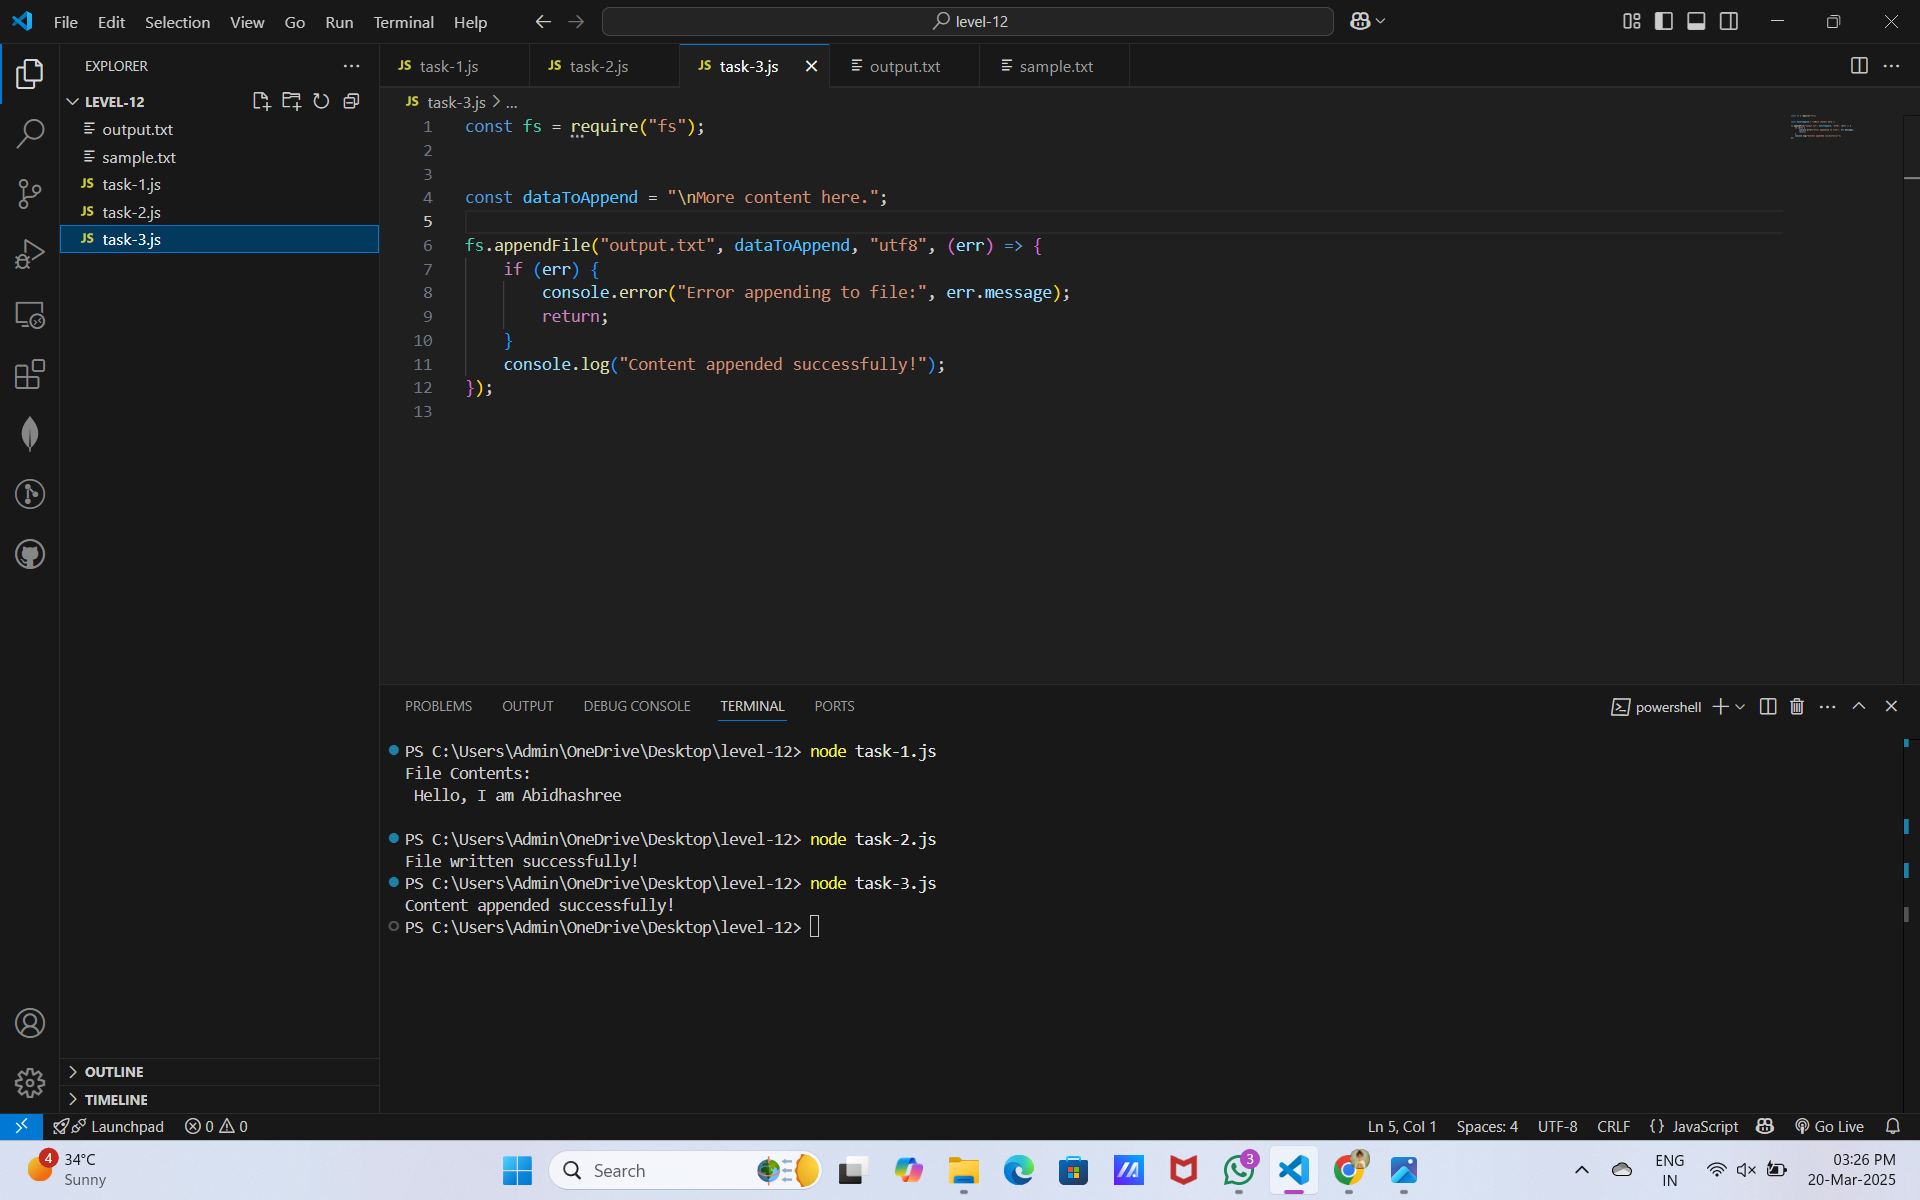 File Edit Selection View Go Run Terminal Help
level-12
EXPLORER
LEVEL-12
output.txt
sample.txt
JS task-1.js
JS task-2.js
JS task-3.js
JS task-1.js
JS task-2.js
JS task-3.js
output.txt
sample.txt
JS task-3.js > ...
1 const fs = require("fs");
2
3
4 const dataToAppend = "\nMore content here.";
5
6 fs.appendFile("output.txt", dataToAppend, "utf8", (err) => {
7 if (err) {
8 console.error("Error appending to file:", err.message);
9 return;
10 }
11 console.log("Content appended successfully!");
12 });
13
PROBLEMS OUTPUT DEBUG CONSOLE TERMINAL PORTS
powershell
PS C:\Users\Admin\OneDrive\Desktop\level-12> node task-1.js
File Contents:
Hello, I am Abidhashree
PS C:\Users\Admin\OneDrive\Desktop\level-12> node task-2.js
File written successfully!
PS C:\Users\Admin\OneDrive\Desktop\level-12> node task-3.js
Content appended successfully!
PS C:\Users\Admin\OneDrive\Desktop\level-12>
OUTLINE
TIMELINE
Launchpad 0 0
Ln 5, Col 1 Spaces: 4 UTF-8 CRLF {} JavaScript Go Live
4
34°C
Sunny
Search
3
ENG
IN
03:26 PM
20-Mar-2025